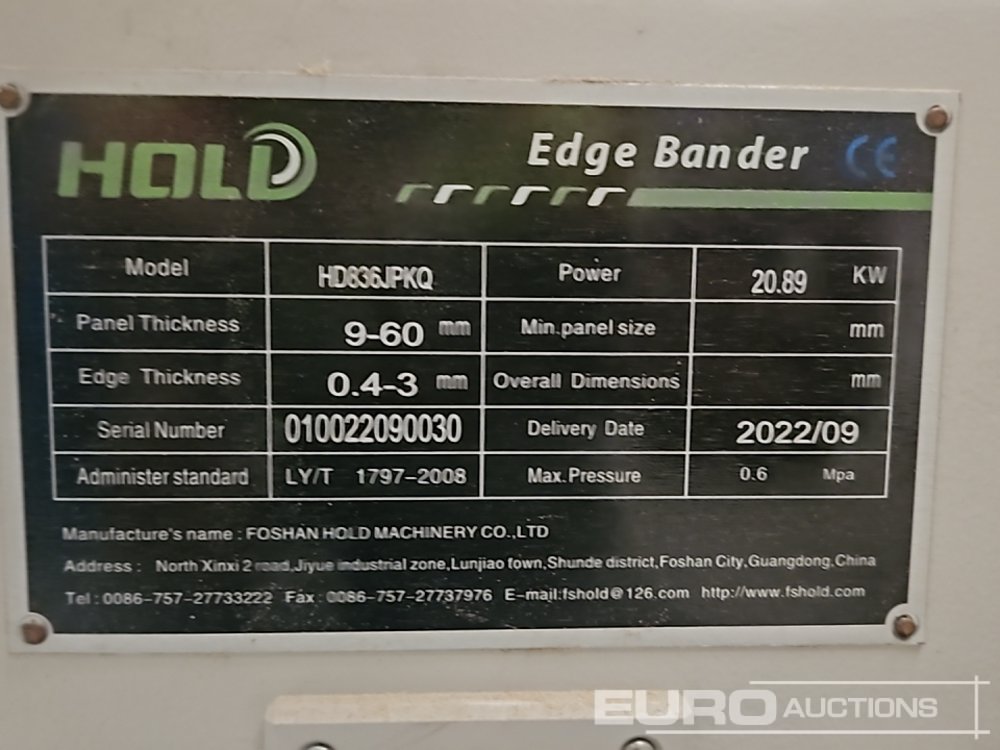 HOLD Edge Bander CE
Model HD836JPKQ Power 20.89 KW
Panel Thickness 9-60 mm Min.panel size mm
Edge Thickness 0.4-3 mm Overall Dimensions mm
Serial Number 010022090030 Delivery Date 2022/09
Administer standard LY/T 1797-2008 Max.Pressure 0.6 Mpa
Manufacture's name : FOSHAN HOLD MACHINERY CO.,LTD
Address : North Xinxi 2 road,Jiyue industrial zone,Lunjiao town,Shunde district,Foshan City,Guangdong,China
Tel : 0086-757-27733222 Fax : 0086-757-27737976 E-mail:fshold@126.com http://www.fshold.com
EURO AUCTIONS